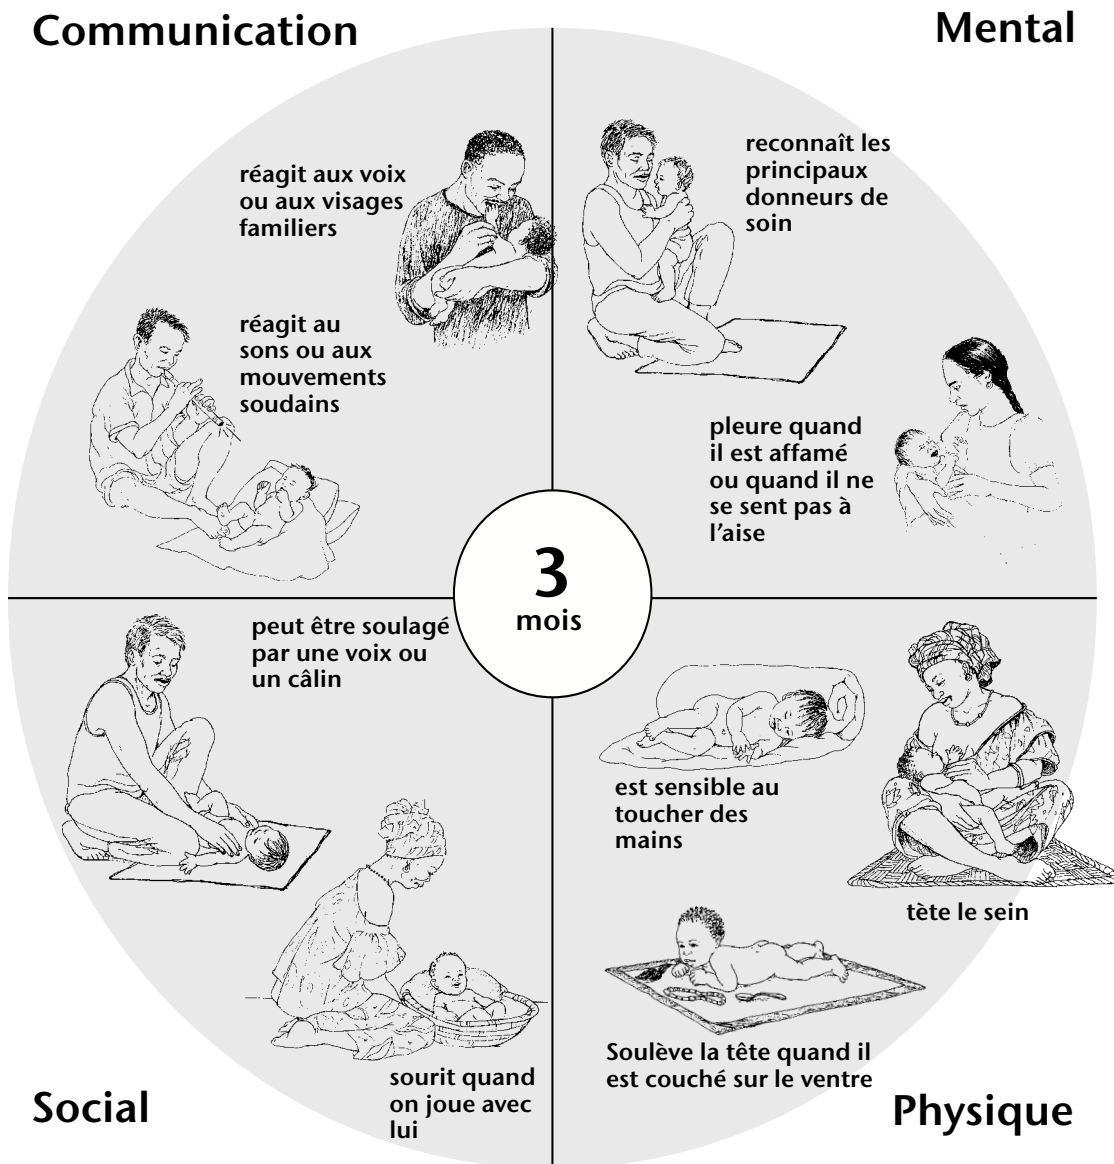 Communication
Mental
réagit aux voix
ou aux visages
familiers
réagit au
sons ou aux
mouvements
soudains
reconnaît les
principaux
donneurs de
soin
pleure quand
il est affamé
ou quand il ne
se sent pas à
l'aise
3
mois
peut être soulagé
par une voix ou
un câlin
sourit quand
on joue avec
lui
Social
est sensible au
toucher des
mains
tète le sein
Soulève la tête quand il
est couché sur le ventre
Physique